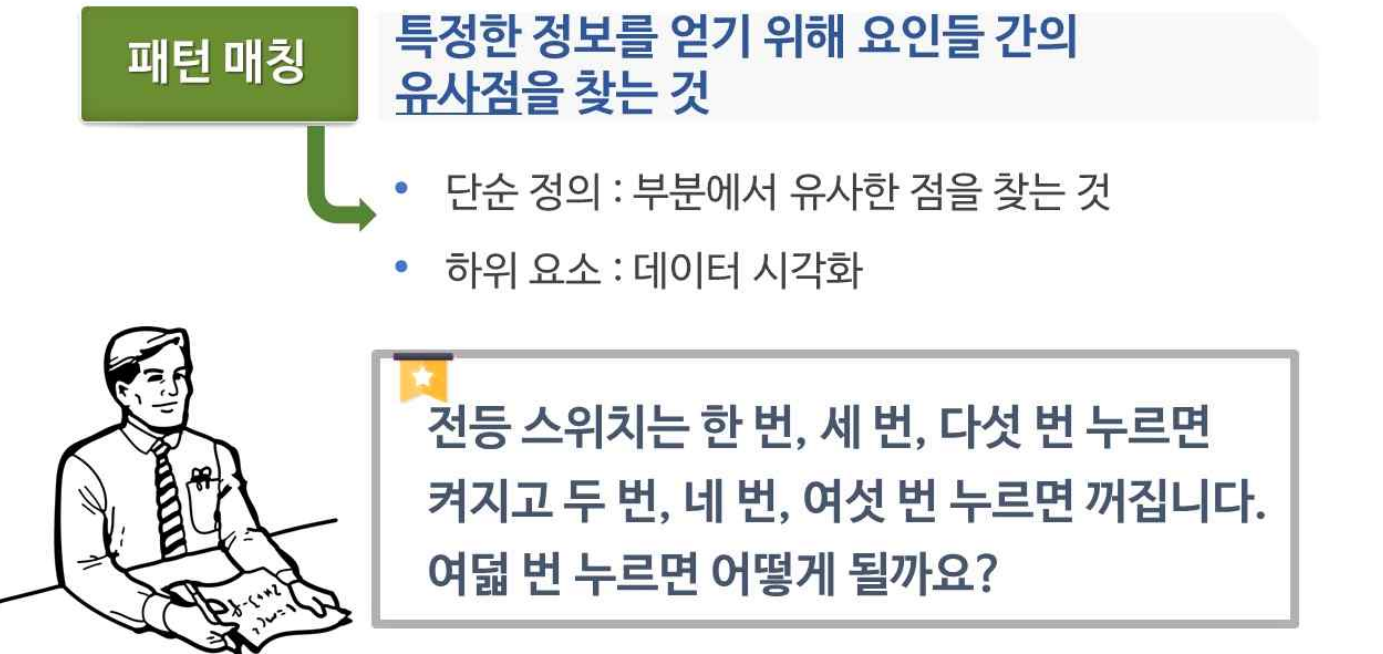 패턴 매칭
특정한 정보를 얻기 위해 요인들 간의
유사점을 찾는 것
• 단순 정의 : 부분에서 유사한 점을 찾는 것
• 하위 요소 : 데이터 시각화
전등 스위치는 한 번, 세 번, 다섯 번 누르면
켜지고 두 번, 네 번, 여섯 번 누르면 꺼집니다.
여덟 번 누르면 어떻게 될까요?